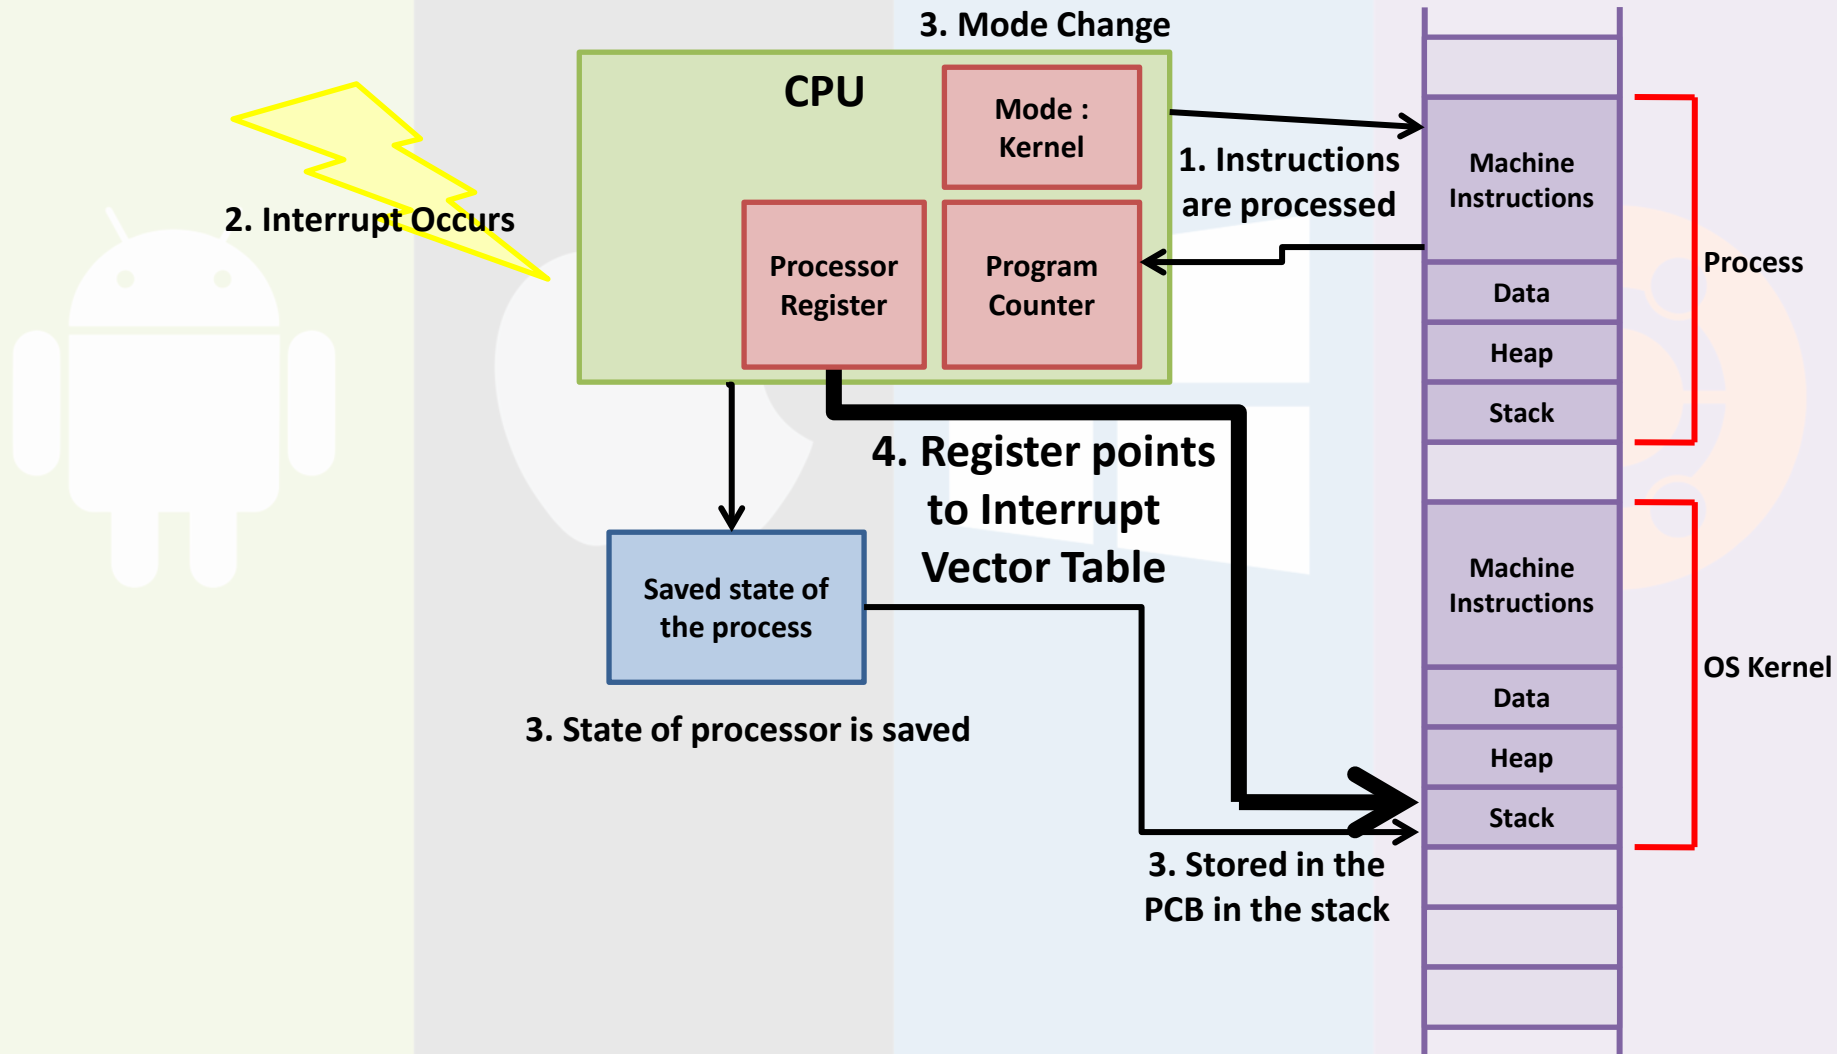 3. Mode Change
CPU
Mode :
Kernel
1. Instructions
are processed
Machine
Instructions
2. Interrupt Occurs
Processor
Register
Program
Counter
Process
Data
Heap
Stack
4. Register points
to Interrupt
Vector Table
Saved state of
the process
Machine
Instructions
OS Kernel
3. State of processor is saved
Data
Heap
Stack
3. Stored in the
PCB in the stack